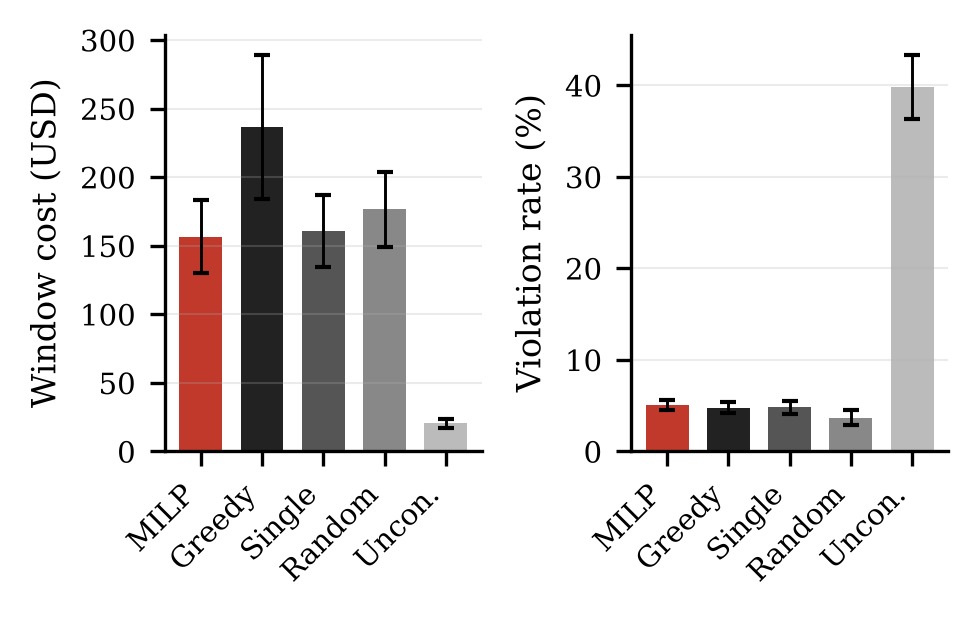 Window cost (USD)
300
250
200
150
100
50
0
MILP
Greedy
Single
Random
Uncon.
Violation rate (%)
40
30
20
10
0
MILP
Greedy
Single
Random
Uncon.